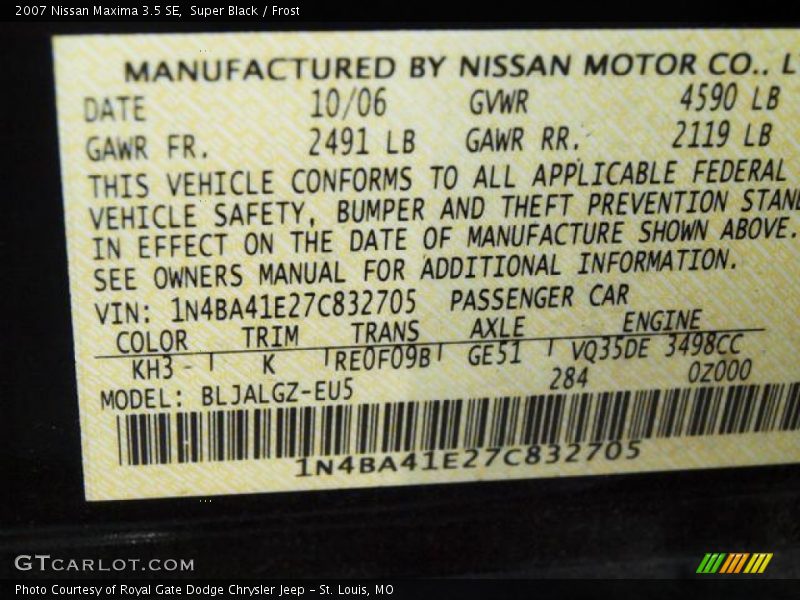 2007 Nissan Maxima 3.5 SE,  Super Black / Frost
MANUFACTURED BY NISSAN MOTOR CO., L
DATE 10/06 GVWR 4590 LB
GAWR FR. 2491 LB GAWR RR. 2119 LB
THIS VEHICLE CONFORMS TO ALL APPLICABLE FEDERAL
VEHICLE SAFETY, BUMPER AND THEFT PREVENTION STAND
IN EFFECT ON THE DATE OF MANUFACTURE SHOWN ABOVE.
SEE OWNERS MANUAL FOR ADDITIONAL INFORMATION.
VIN: 1N4BA41E27C832705 PASSENGER CAR
COLOR TRIM TRANS AXLE ENGINE
KH3 - K RE0F09B GE51 VQ35DE 3498CC
284 0Z000
MODEL: BLJALGZ-EU5
1N4BA41E27C832705
GTCARLOT.COM
Photo Courtesy of Royal Gate Dodge Chrysler Jeep - St. Louis, MO